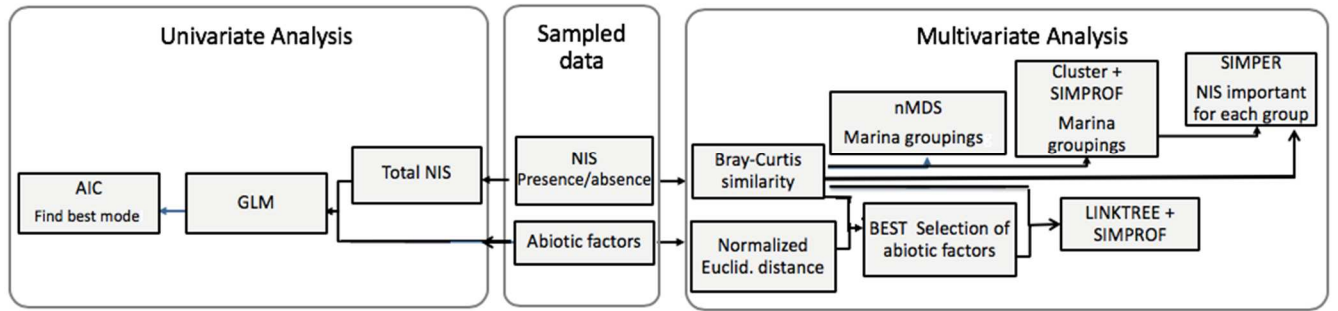 Univariate Analysis
AIC
Find best mode
GLM
Total NIS
Sampled
data
NIS
Presence/absence
Abiotic factors
Multivariate Analysis
Bray-Curtis
similarity
Normalized
Euclid. distance
nMDS
Marina groupings
Cluster +
SIMPROF
Marina
groupings
SIMPER
NIS important
for each group
BEST Selection of
abiotic factors
LINKTREE +
SIMPROF